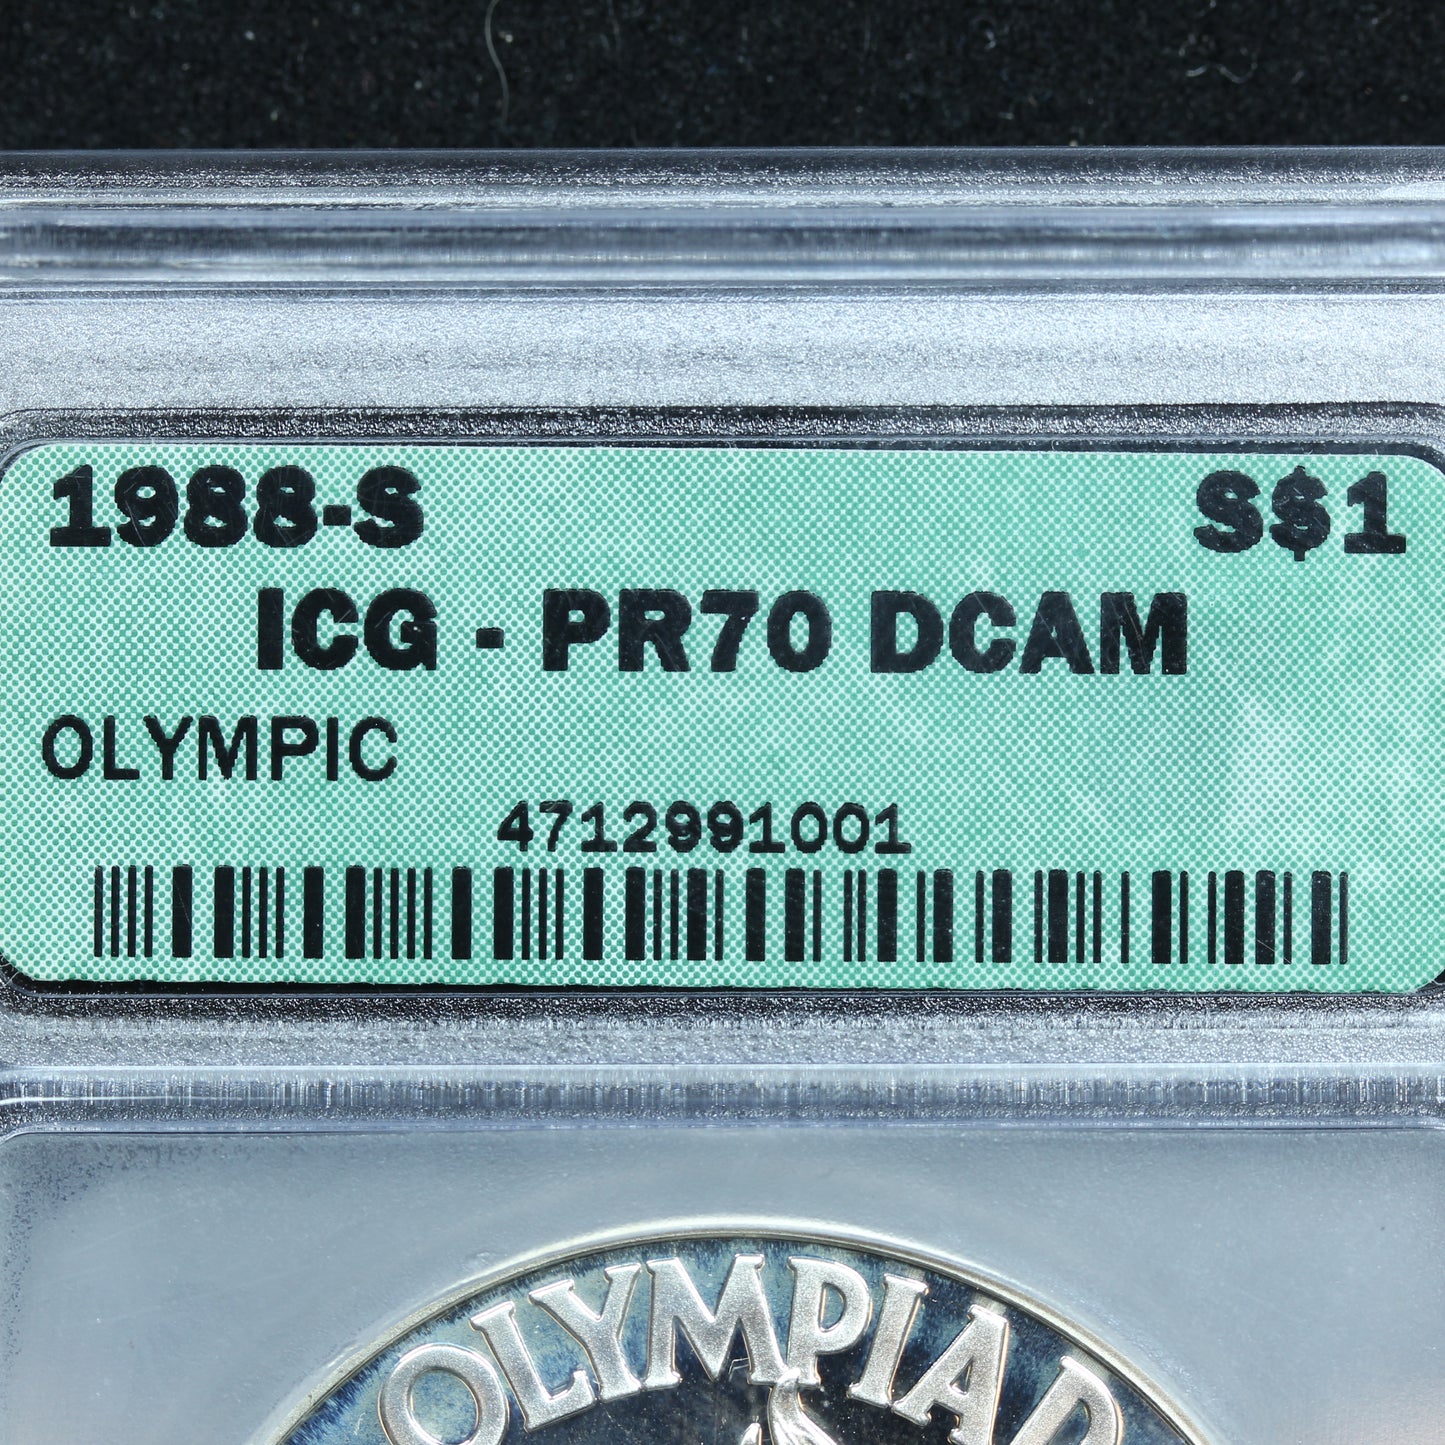 1988-S S$1
ICG - PR70 DCAM
OLYMPIC
4712991001
OLYMPIAD